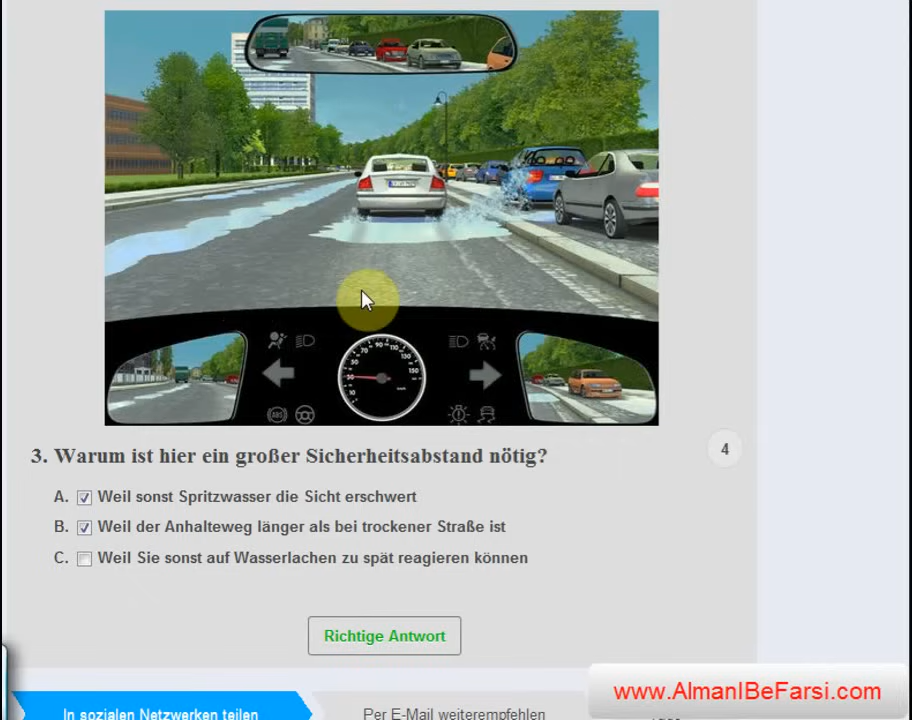 3. Warum ist hier ein großer Sicherheitsabstand nötig?
4
A. Weil sonst Spritzwasser die Sicht erschwert
B. Weil der Anhalteweg länger als bei trockener Straße ist
C. Weil Sie sonst auf Wasserlachen zu spät reagieren können
Richtige Antwort
www.AlmanIBeFarsi.com
In sozialen Netzwerken teilen
Per E-Mail weiterempfehlen